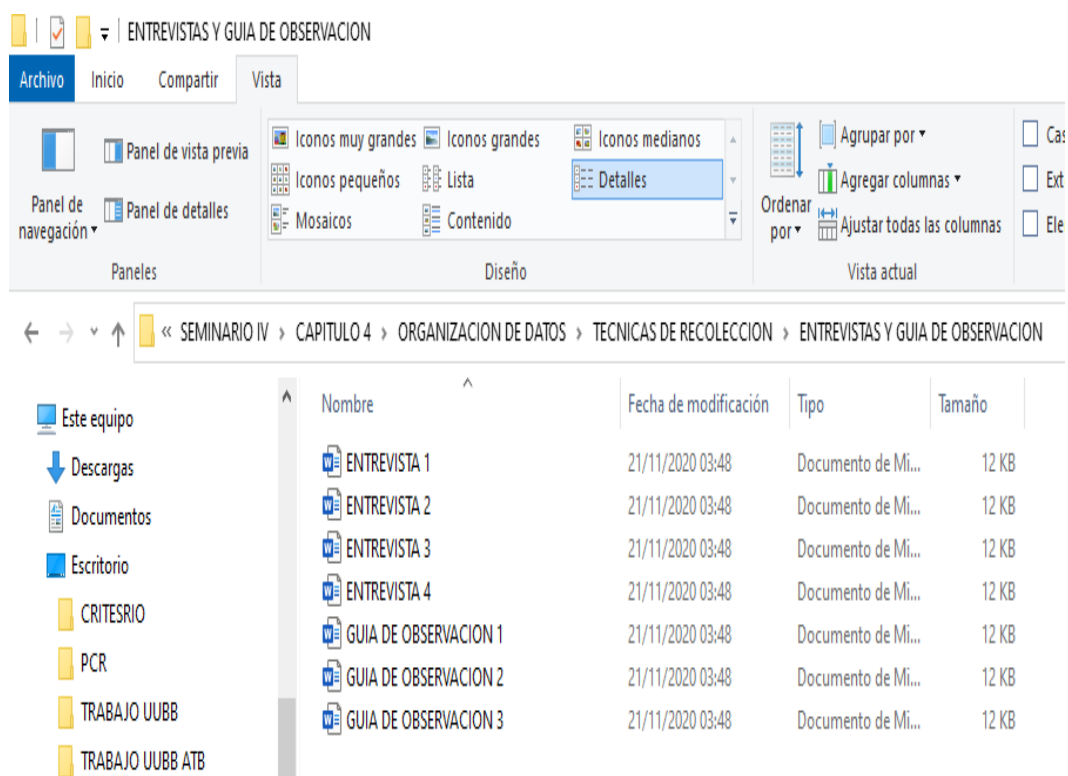 ENTREVISTAS Y GUIA DE OBSERVACION
Archivo Inicio Compartir Vista
Panel de navegación
Panel de vista previa
Panel de detalles
Paneles
Iconos muy grandes Iconos grandes Iconos medianos
Iconos pequeños Lista Detalles
Mosaicos Contenido
Diseño
Ordenar por
Agrupar por
Agregar columnas
Ajustar todas las columnas
Vista actual
Cas
Ext
Ele
« SEMINARIO IV > CAPITULO 4 > ORGANIZACION DE DATOS > TECNICAS DE RECOLECCION > ENTREVISTAS Y GUIA DE OBSERVACION
Este equipo
Descargas
Documentos
Escritorio
CRITESRIO
PCR
TRABAJO UUBB
TRABAJO UUBB ATB
Nombre Fecha de modificación Tipo Tamaño
ENTREVISTA 1 21/11/2020 03:48 Documento de Mi... 12 KB
ENTREVISTA 2 21/11/2020 03:48 Documento de Mi... 12 KB
ENTREVISTA 3 21/11/2020 03:48 Documento de Mi... 12 KB
ENTREVISTA 4 21/11/2020 03:48 Documento de Mi... 12 KB
GUIA DE OBSERVACION 1 21/11/2020 03:48 Documento de Mi... 12 KB
GUIA DE OBSERVACION 2 21/11/2020 03:48 Documento de Mi... 12 KB
GUIA DE OBSERVACION 3 21/11/2020 03:48 Documento de Mi... 12 KB